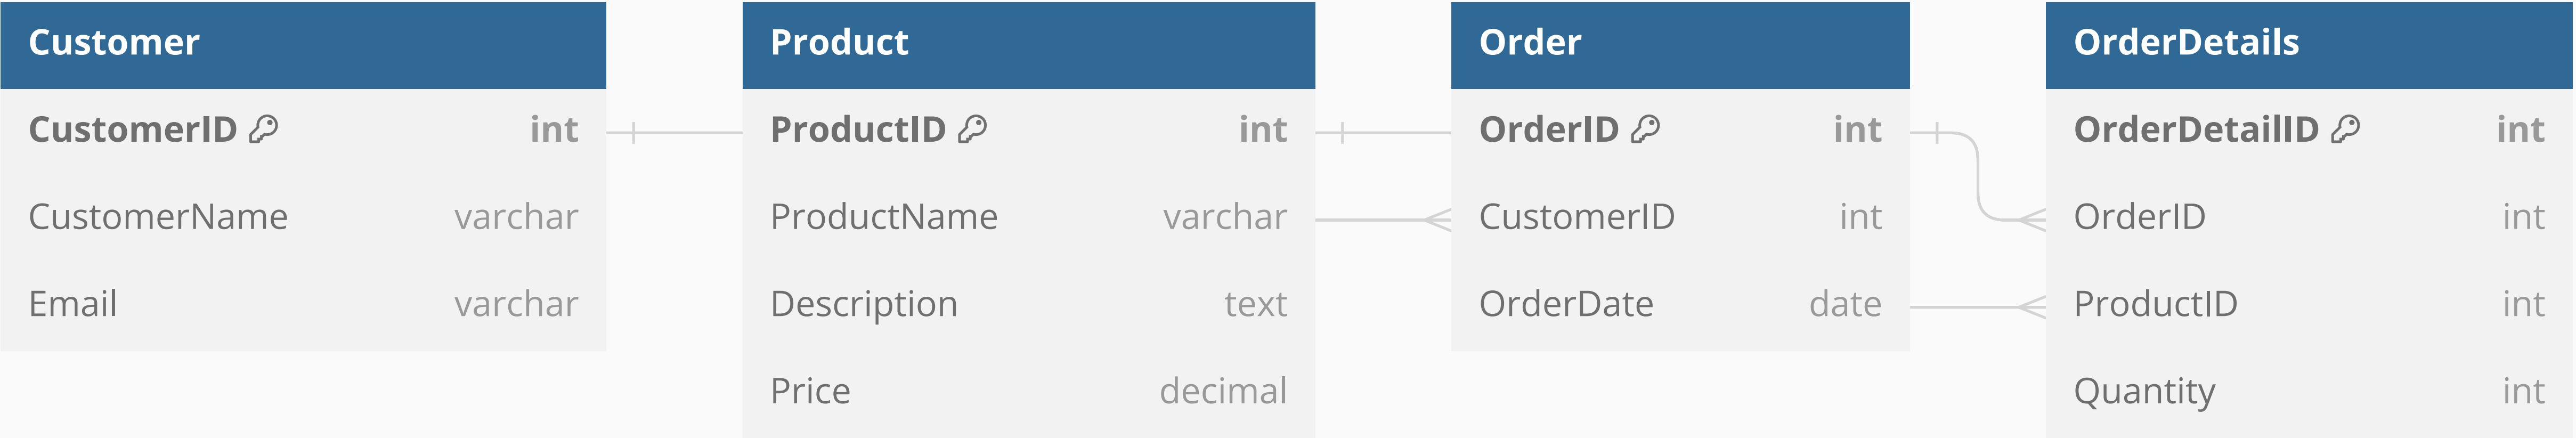 Customer
CustomerID int
CustomerName varchar
Email varchar
Product
ProductID int
ProductName varchar
Description text
Price decimal
Order
OrderID int
CustomerID int
OrderDate date
OrderDetails
OrderDetailID int
OrderID int
ProductID int
Quantity int